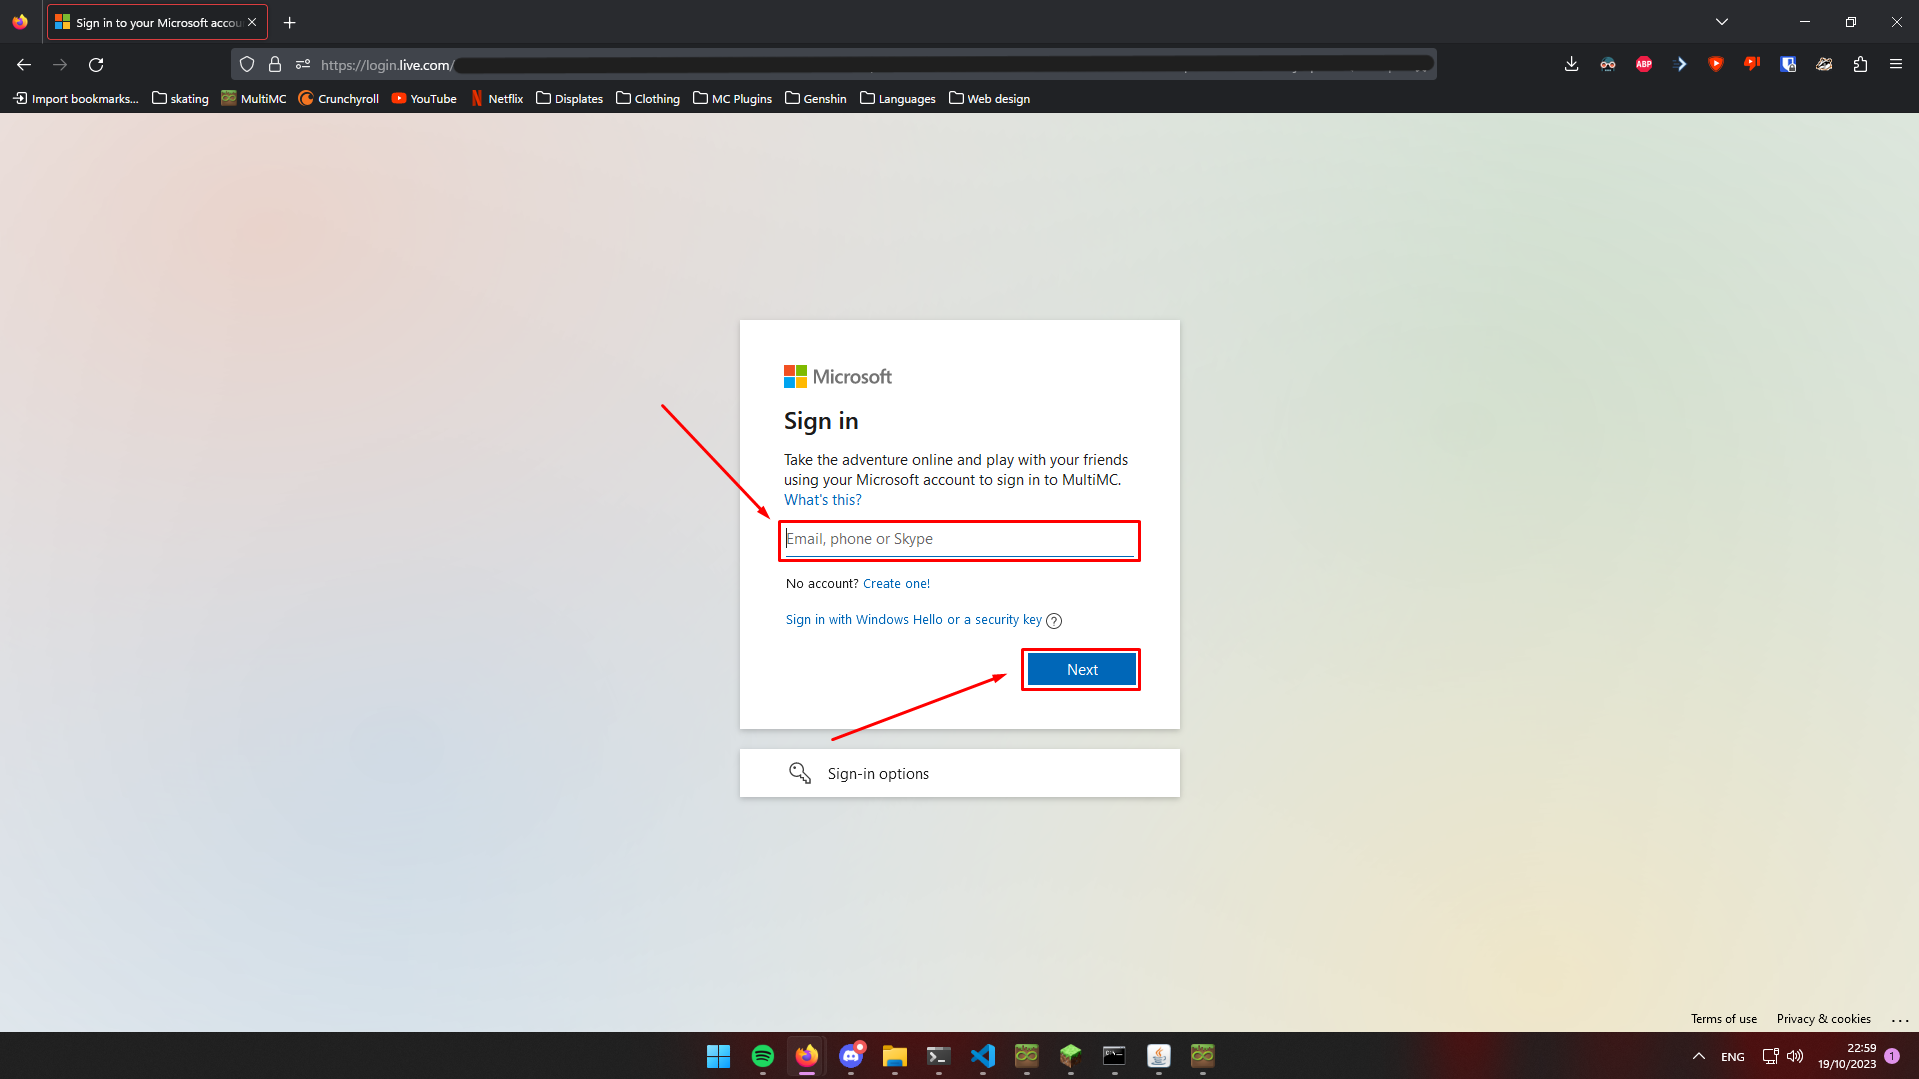 Sign in to your Microsoft accou
https://login.live.com/
ABP
Import bookmarks...
skating
MultiMC
Crunchyroll
YouTube
Netflix
Displates
Clothing
MC Plugins
Genshin
Languages
Web design
Microsoft
Sign in
Take the adventure online and play with your friends
using your Microsoft account to sign in to MultiMC.
What's this?
Email, phone or Skype
No account? Create one!
Sign in with Windows Hello or a security key ?
Next
Sign-in options
Terms of use
Privacy & cookies
...
ENG
22:59
19/10/2023
1